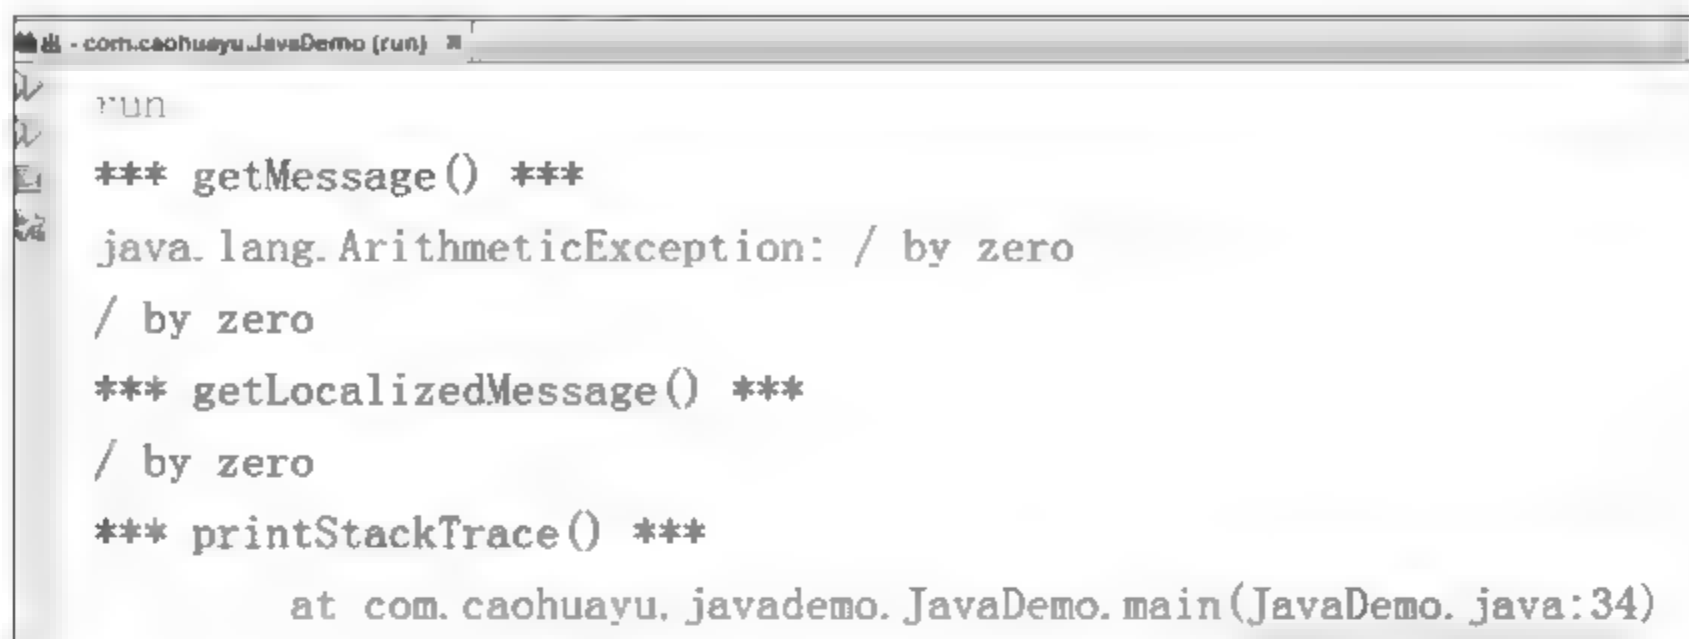 - com.caohuayu.JavaDemo (run)
run
*** getMessage() ***
java.lang.ArithmeticException: / by zero
/ by zero
*** getLocalizedMessage() ***
/ by zero
*** printStackTrace() ***
at com.caohuayu.javademo.JavaDemo.main(JavaDemo.java:34)